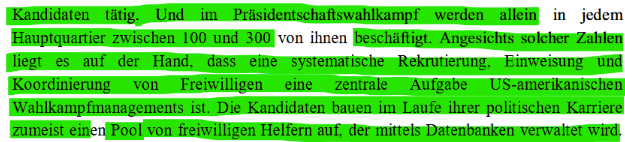 Kandidaten tätig. Und im Präsidentschaftswahlkampf werden allein in jedem
Hauptquartier zwischen 100 und 300 von ihnen beschäftigt. Angesichts solcher Zahlen
liegt es auf der Hand, dass eine systematische Rekrutierung, Einweisung und
Koordinierung von Freiwilligen eine zentrale Aufgabe US-amerikanischen
Wahlkampfmanagements ist. Die Kandidaten bauen im Laufe ihrer politischen Karriere
zumeist einen Pool von freiwilligen Helfern auf, der mittels Datenbanken verwaltet wird.